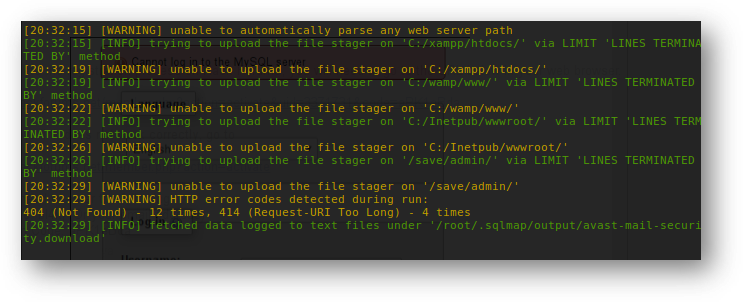 [20:32:15] [WARNING] unable to automatically parse any web server path
[20:32:15] [INFO] trying to upload the file stager on 'C:/xampp/htdocs/' via LIMIT 'LINES TERMINA
TED BY' method
[20:32:19] [WARNING] unable to upload the file stager on 'C:/xampp/htdocs/'
[20:32:19] [INFO] trying to upload the file stager on 'C:/wamp/www/' via LIMIT 'LINES TERMINATED
BY' method
[20:32:22] [WARNING] unable to upload the file stager on 'C:/wamp/www/'
[20:32:22] [INFO] trying to upload the file stager on 'C:/Inetpub/wwwroot/' via LIMIT 'LINES TERM
INATED BY' method
[20:32:26] [WARNING] unable to upload the file stager on 'C:/Inetpub/wwwroot/'
[20:32:26] [INFO] trying to upload the file stager on '/save/admin/' via LIMIT 'LINES TERMINATED
BY' method
[20:32:29] [WARNING] unable to upload the file stager on '/save/admin/'
[20:32:29] [WARNING] HTTP error codes detected during run:
404 (Not Found) - 12 times, 414 (Request-URI Too Long) - 4 times
[20:32:29] [INFO] fetched data logged to text files under '/root/.sqlmap/output/avast-mail-securi
ty.download'